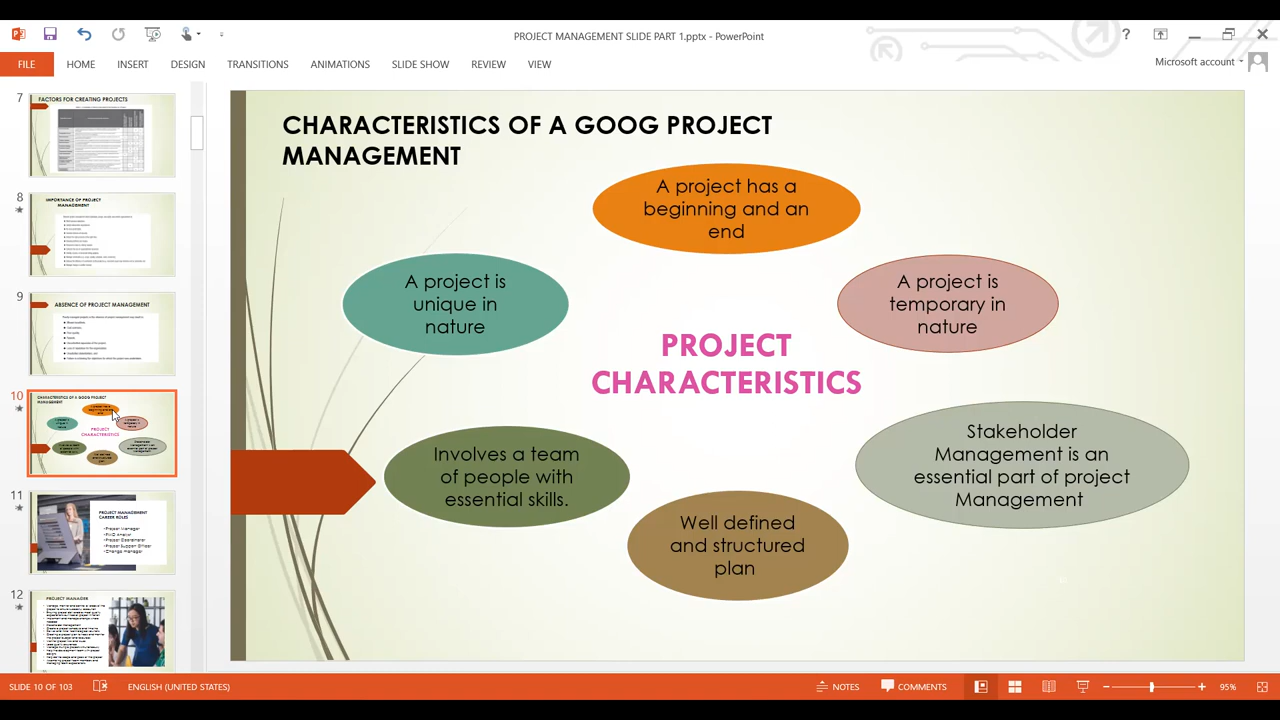 PROJECT MANAGEMENT SLIDE PART 1.pptx - PowerPoint
?
FILE
HOME
INSERT
DESIGN
TRANSITIONS
ANIMATIONS
SLIDE SHOW
REVIEW
VIEW
Microsoft account
7
FACTORS FOR CREATING PROJECTS
8
IMPORTANCE OF PROJECT
MANAGEMENT
9
ABSENCE OF PROJECT MANAGEMENT
10
CHARACTERISTICS OF A GOOG PROJECT
MANAGEMENT
PROJECT
CHARACTERISTICS
11
PROJECT MANAGEMENT
CAREER ROLES
Project Manager
PMO Analyst
Project Coordinator
Project Support Officer
Change Manager
12
PROJECT MANAGER
CHARACTERISTICS OF A GOOG PROJECT
MANAGEMENT
A project has a
beginning and an
end
A project is
unique in
nature
A project is
temporary in
nature
PROJECT
CHARACTERISTICS
Involves a team
of people with
essential skills.
Stakeholder
Management is an
essential part of project
Management
Well defined
and structured
plan
SLIDE 10 OF 103
ENGLISH (UNITED STATES)
NOTES
COMMENTS
95%